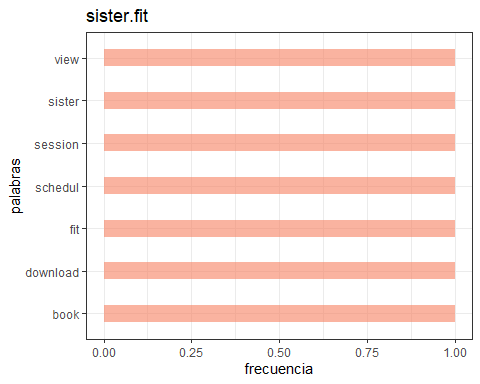 sister.fit
view
sister
session
schedul
fit
download
book
palabras
0.00 0.25 0.50 0.75 1.00
frecuencia